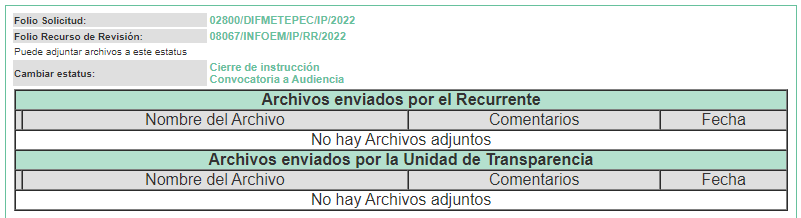 Folio Solicitud: 02800/DIFMETEPEC/IP/2022
Folio Recurso de Revisión: 08067/INFOEM/IP/RR/2022
Puede adjuntar archivos a este estatus
Cambiar estatus: Cierre de instrucción
Convocatoria a Audiencia
Archivos enviados por el Recurrente
Nombre del Archivo Comentarios Fecha
No hay Archivos adjuntos
Archivos enviados por la Unidad de Transparencia
Nombre del Archivo Comentarios Fecha
No hay Archivos adjuntos